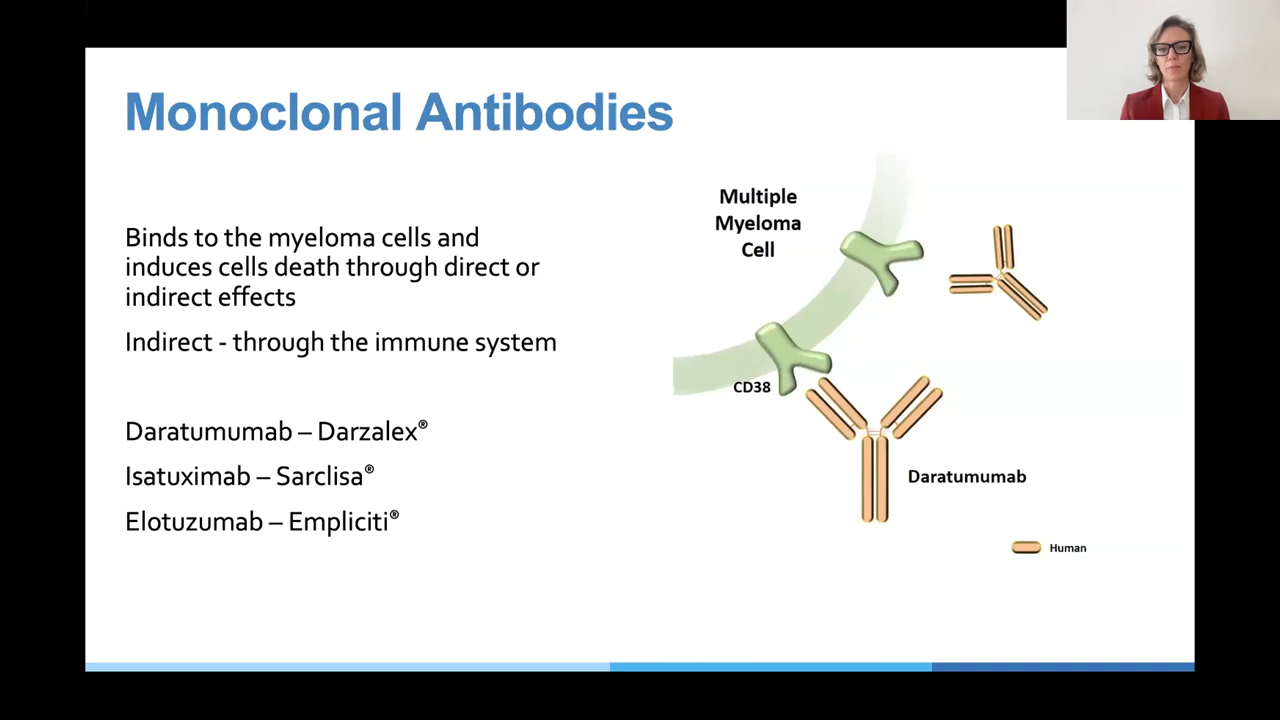 Monoclonal Antibodies
Binds to the myeloma cells and
induces cells death through direct or
indirect effects
Indirect - through the immune system
Daratumumab – Darzalex®
Isatuximab – Sarclisa®
Elotuzumab – Empliciti®
Multiple
Myeloma
Cell
CD38
Daratumumab
Human